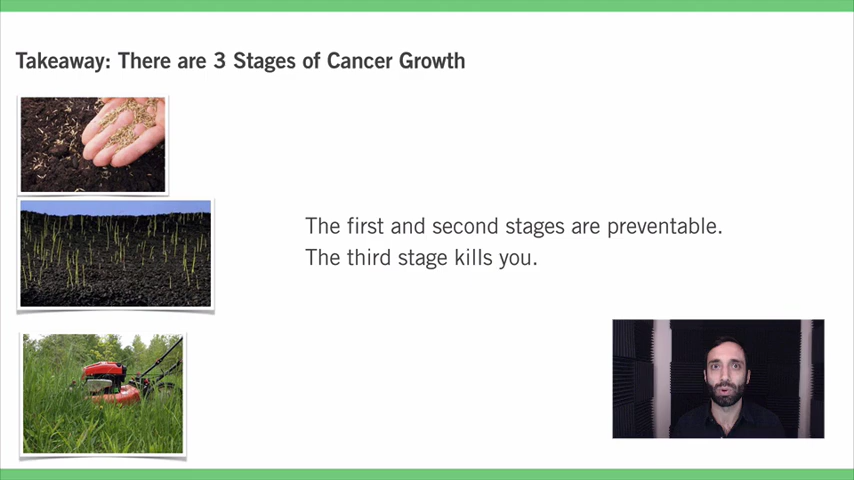 Takeaway: There are 3 Stages of Cancer Growth
The first and second stages are preventable.
The third stage kills you.